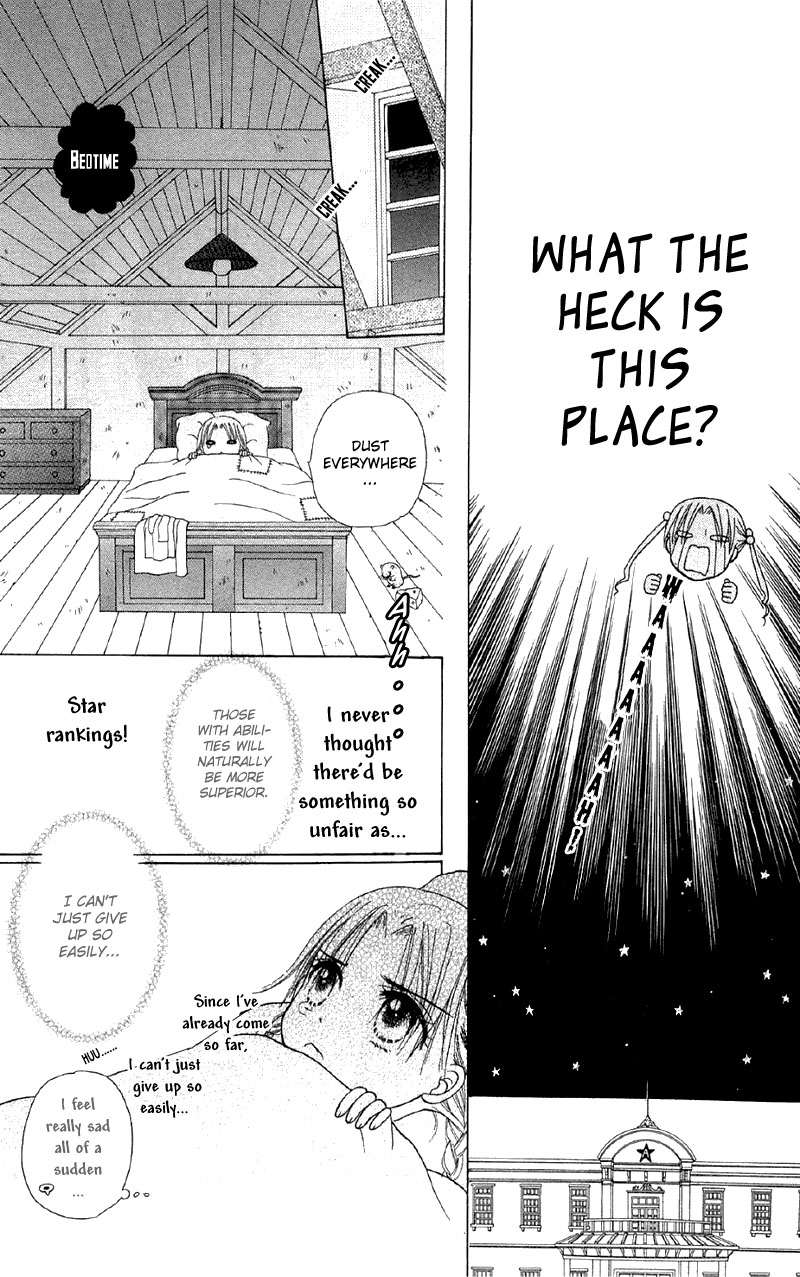 WHAT THE
HECK IS
THIS
PLACE?
WAAAAAAAH!?
A
CREAK...
CREAK...
BEDTIME
DUST
EVERYWHERE
...
Ahh
I never
thought
there'd be
something so
unfair as...
THOSE
WITH ABILI-
TIES WILL
NATURALLY
BE MORE
SUPERIOR.
Star
rankings!
Since I've
already come
so far,
I can't just
give up so
easily...
I CAN'T
JUST GIVE
UP SO
EASILY...
HUU......
I feel
really sad
all of a
sudden
...